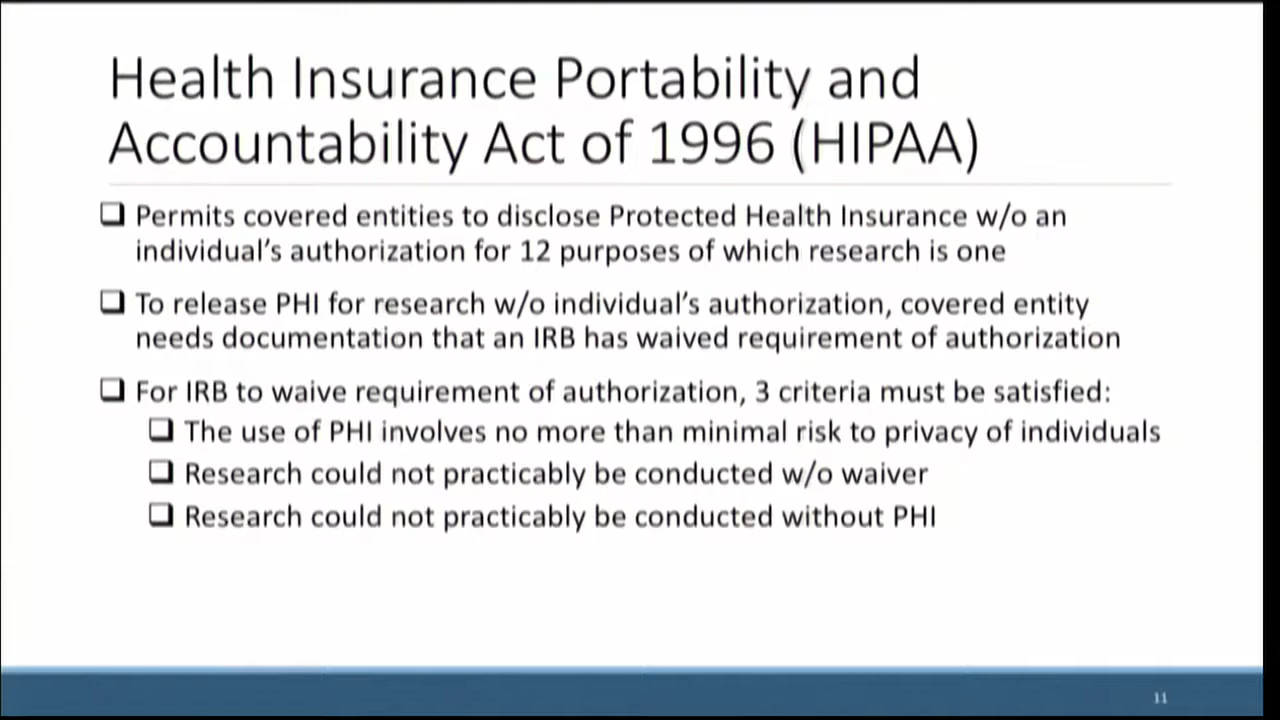 Health Insurance Portability and
Accountability Act of 1996 (HIPAA)
Permits covered entities to disclose Protected Health Insurance w/o an
individual's authorization for 12 purposes of which research is one
To release PHI for research w/o individual's authorization, covered entity
needs documentation that an IRB has waived requirement of authorization
For IRB to waive requirement of authorization, 3 criteria must be satisfied:
The use of PHI involves no more than minimal risk to privacy of individuals
Research could not practicably be conducted w/o waiver
Research could not practicably be conducted without PHI
11